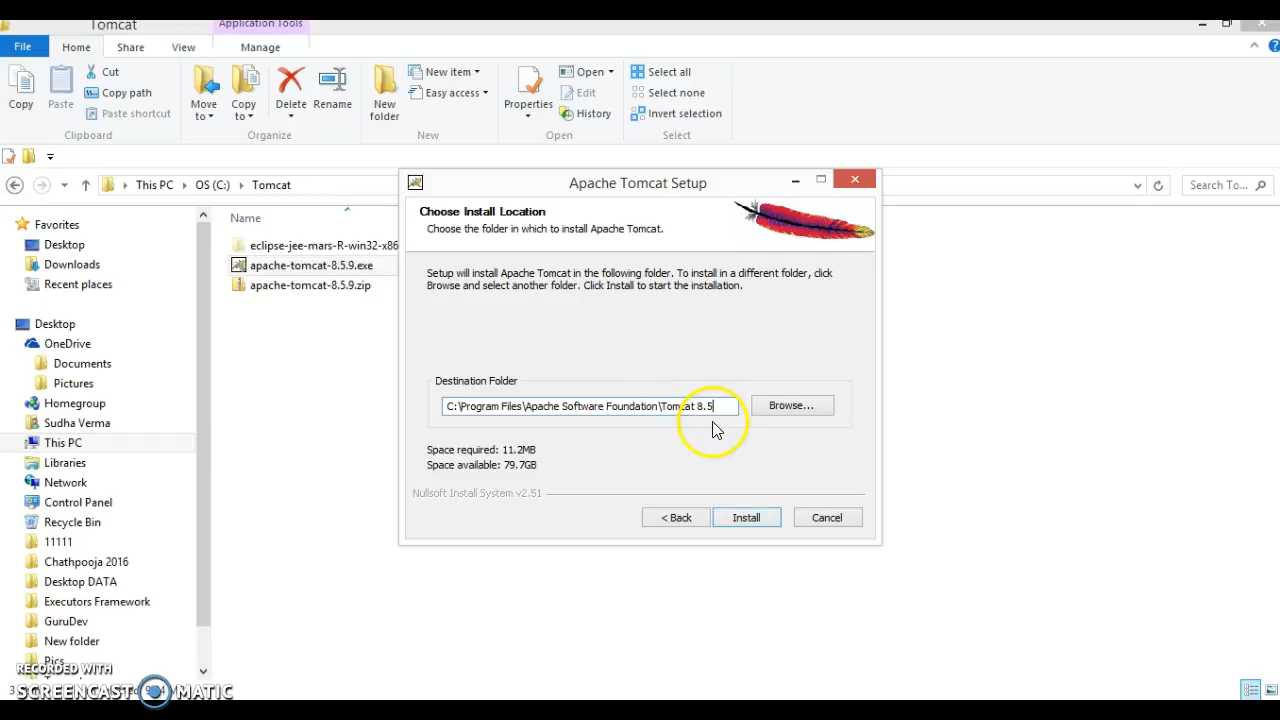 Tomcat
Application Tools
File
Home
Share
View
Manage
Copy
Paste
Cut
Copy path
Paste shortcut
Clipboard
Move to
Copy to
Delete
Rename
Organize
New folder
New item
Easy access
New
Properties
Open
Edit
History
Open
Select all
Select none
Invert selection
Select
This PC
OS (C:)
Tomcat
Search To...
Favorites
Desktop
Downloads
Recent places
Desktop
OneDrive
Documents
Pictures
Homegroup
Sudha Verma
This PC
Libraries
Network
Control Panel
Recycle Bin
11111
Chathpooja 2016
Desktop DATA
Executors Framework
GuruDev
New folder
Pics
Name
eclipse-jee-mars-R-win32-x86
apache-tomcat-8.5.9.exe
apache-tomcat-8.5.9.zip
Apache Tomcat Setup
Choose Install Location
Choose the folder in which to install Apache Tomcat.
Setup will install Apache Tomcat in the following folder. To install in a different folder, click
Browse and select another folder. Click Install to start the installation.
Destination Folder
C:\Program Files\Apache Software Foundation\Tomcat 8.5
Browse...
Space required: 11.2MB
Space available: 79.7GB
Nullsoft Install System v2.51
< Back
Install
Cancel
RECORDED WITH
SCREENCAST MATIC